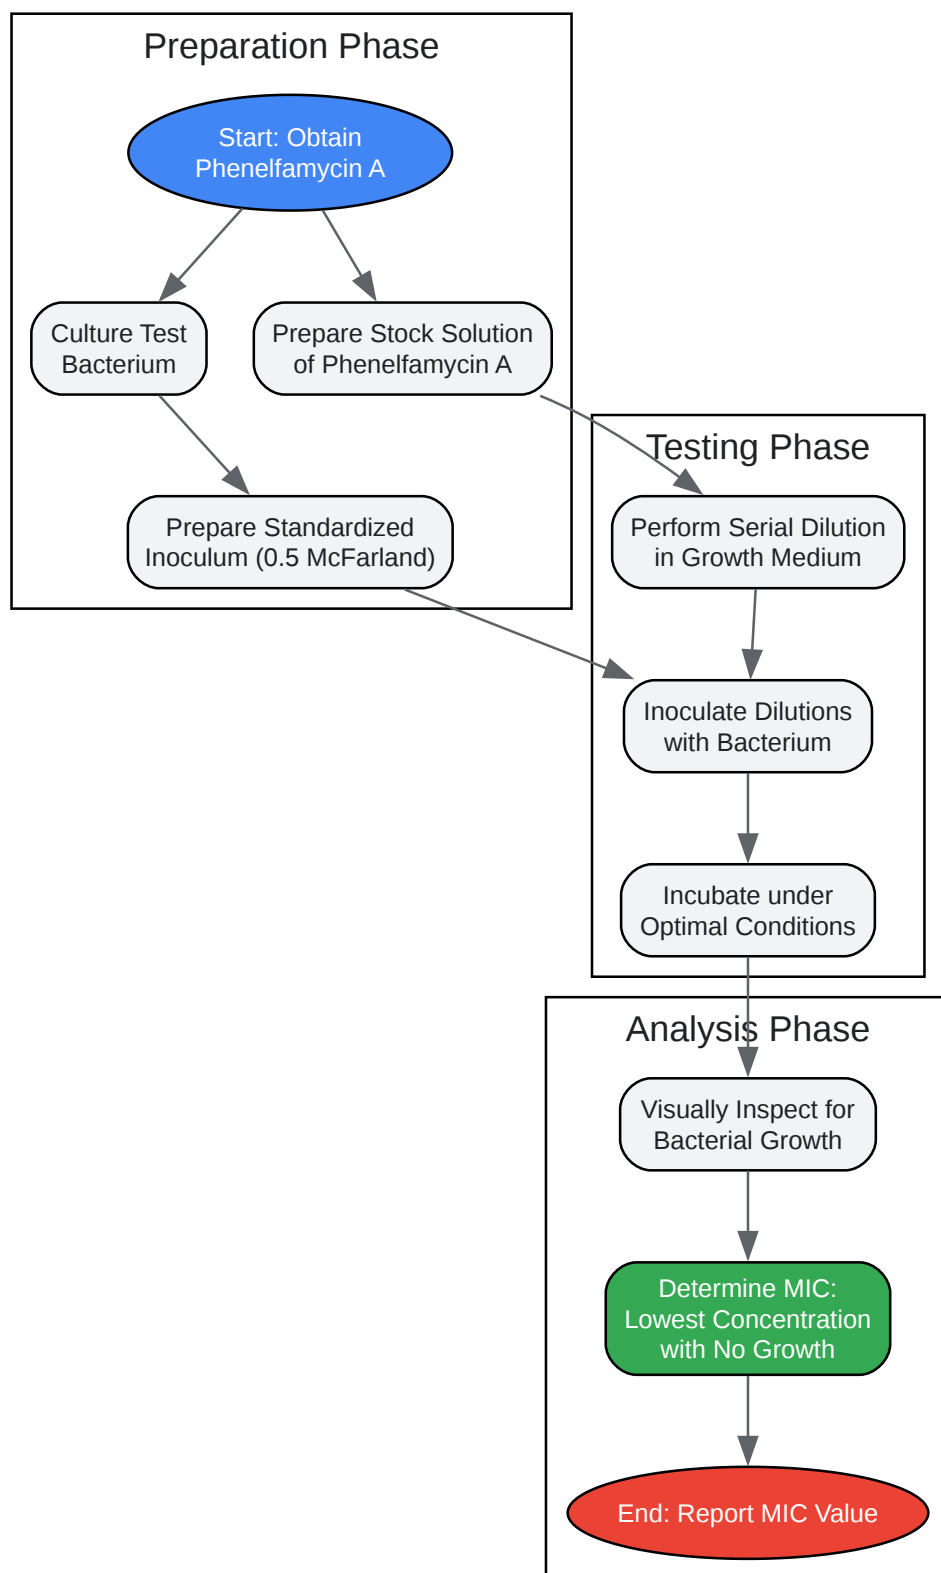 Preparation Phase
Start: Obtain
Phenelfamycin A
Culture Test
Bacterium
Prepare Stock Solution
of Phenelfamycin A
Prepare Standardized
Inoculum (0.5 McFarland)
Testing Phase
Perform Serial Dilution
in Growth Medium
Inoculate Dilutions
with Bacterium
Incubate under
Optimal Conditions
Analysis Phase
Visually Inspect for
Bacterial Growth
Determine MIC:
Lowest Concentration
with No Growth
End: Report MIC Value